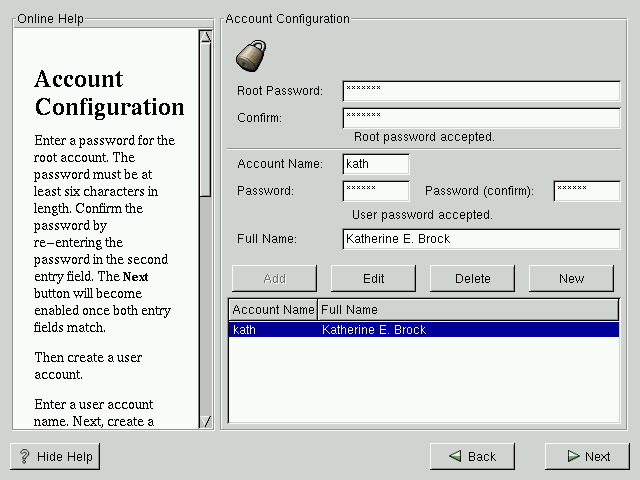 Online Help
Account
Configuration
Enter a password for the
root account. The
password must be at
least six characters in
length. Confirm the
password by
re−entering the
password in the second
entry field. The Next
button will become
enabled once both entry
fields match.
Then create a user
account.
Enter a user account
name. Next, create a
Account Configuration
Root Password: *******
Confirm: *******
Root password accepted.
Account Name: kath
Password: ****** Password (confirm): ******
User password accepted.
Full Name: Katherine E. Brock
Add Edit Delete New
Account Name Full Name
kath Katherine E. Brock
Hide Help Back Next